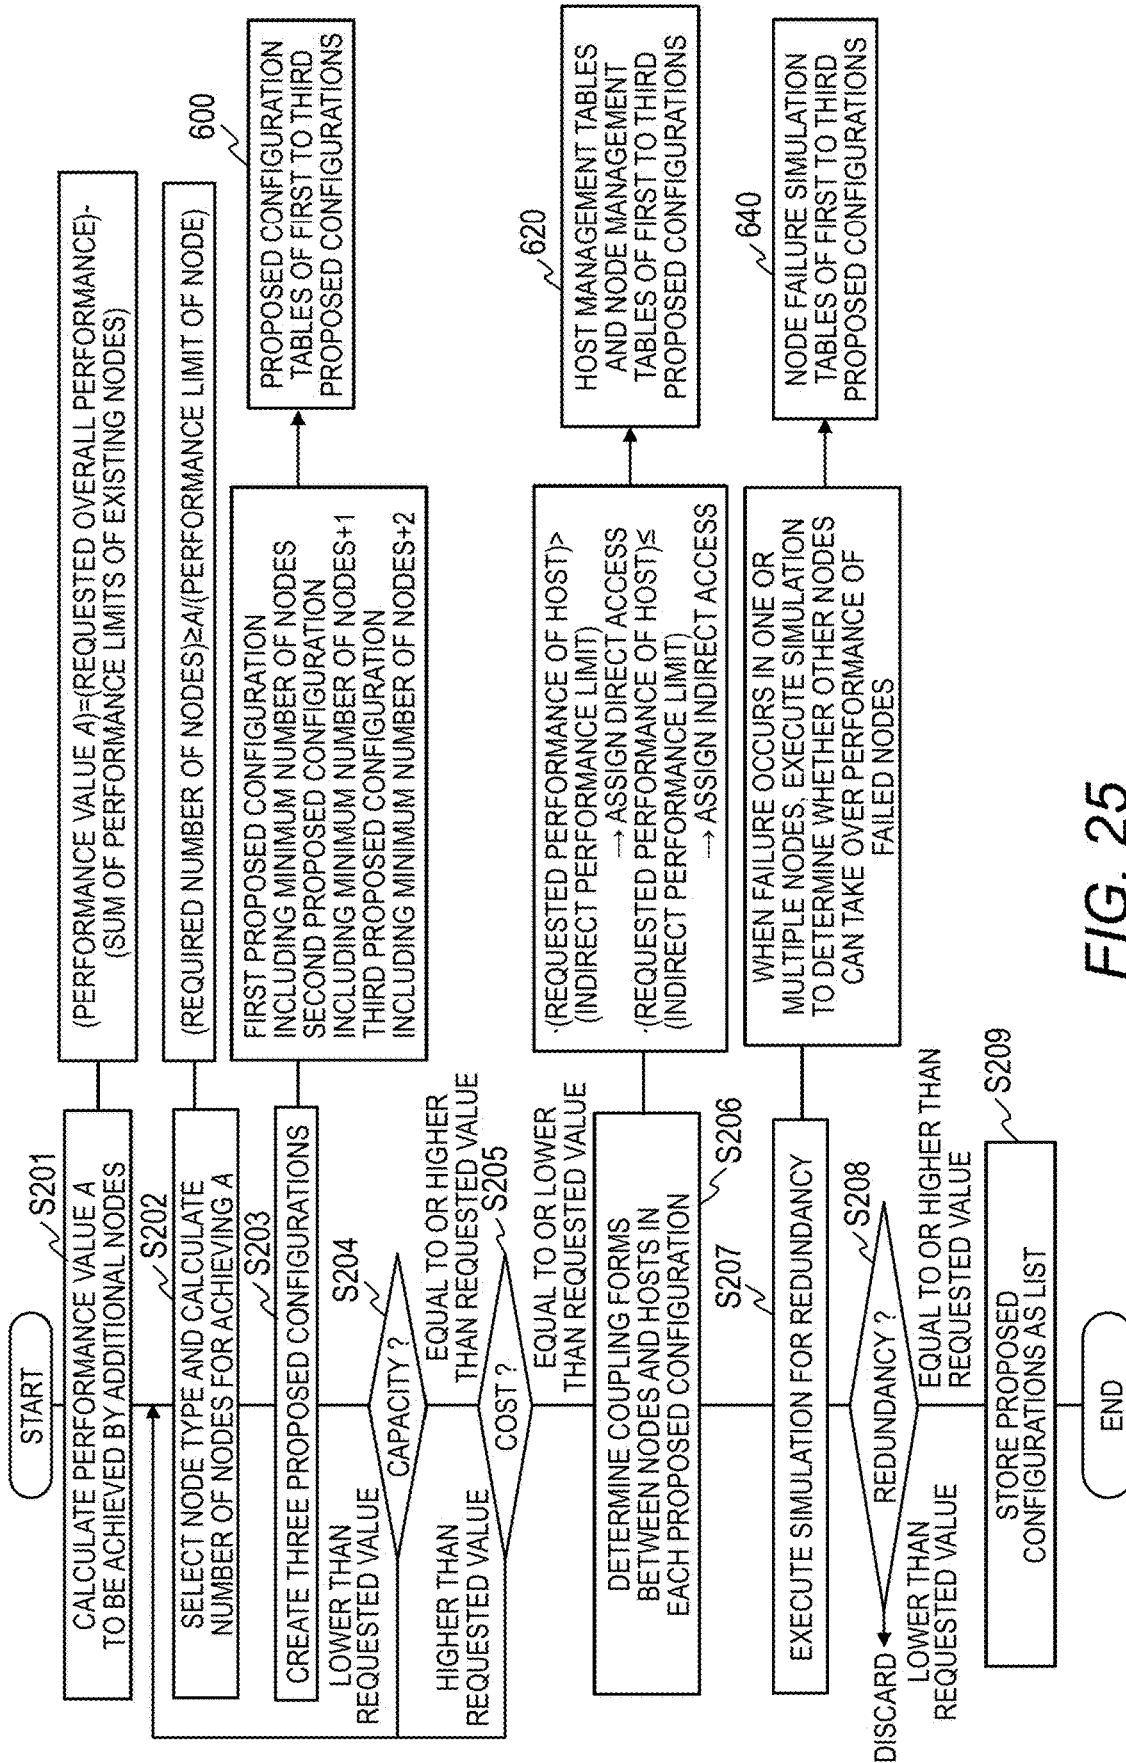 START
S201
CALCULATE PERFORMANCE VALUE A
TO BE ACHIEVED BY ADDITIONAL NODES
(PERFORMANCE VALUE A)=(REQUESTED OVERALL PERFORMANCE)-
(SUM OF PERFORMANCE LIMITS OF EXISTING NODES)
S202
SELECT NODE TYPE AND CALCULATE
NUMBER OF NODES FOR ACHIEVING A
(REQUIRED NUMBER OF NODES)≥A/(PERFORMANCE LIMIT OF NODE)
S203
CREATE THREE PROPOSED CONFIGURATIONS
FIRST PROPOSED CONFIGURATION
INCLUDING MINIMUM NUMBER OF NODES
SECOND PROPOSED CONFIGURATION
INCLUDING MINIMUM NUMBER OF NODES+1
THIRD PROPOSED CONFIGURATION
INCLUDING MINIMUM NUMBER OF NODES+2
600
PROPOSED CONFIGURATION
TABLES OF FIRST TO THIRD
PROPOSED CONFIGURATIONS
S204
CAPACITY ?
LOWER THAN
REQUESTED VALUE
EQUAL TO OR HIGHER
THAN REQUESTED VALUE
S205
COST ?
HIGHER THAN
REQUESTED VALUE
EQUAL TO OR LOWER
THAN REQUESTED VALUE
S206
DETERMINE COUPLING FORMS
BETWEEN NODES AND HOSTS IN
EACH PROPOSED CONFIGURATION
·(REQUESTED PERFORMANCE OF HOST)>
(INDIRECT PERFORMANCE LIMIT)
→ ASSIGN DIRECT ACCESS
·(REQUESTED PERFORMANCE OF HOST)≤
(INDIRECT PERFORMANCE LIMIT)
→ ASSIGN INDIRECT ACCESS
620
HOST MANAGEMENT TABLES
AND NODE MANAGEMENT
TABLES OF FIRST TO THIRD
PROPOSED CONFIGURATIONS
S207
EXECUTE SIMULATION FOR REDUNDANCY
WHEN FAILURE OCCURS IN ONE OR
MULTIPLE NODES, EXECUTE SIMULATION
TO DETERMINE WHETHER OTHER NODES
CAN TAKE OVER PERFORMANCE OF
FAILED NODES
640
NODE FAILURE SIMULATION
TABLES OF FIRST TO THIRD
PROPOSED CONFIGURATIONS
S208
REDUNDANCY ?
DISCARD
LOWER THAN
REQUESTED VALUE
EQUAL TO OR HIGHER THAN
REQUESTED VALUE
S209
STORE PROPOSED
CONFIGURATIONS AS LIST
END
FIG. 25